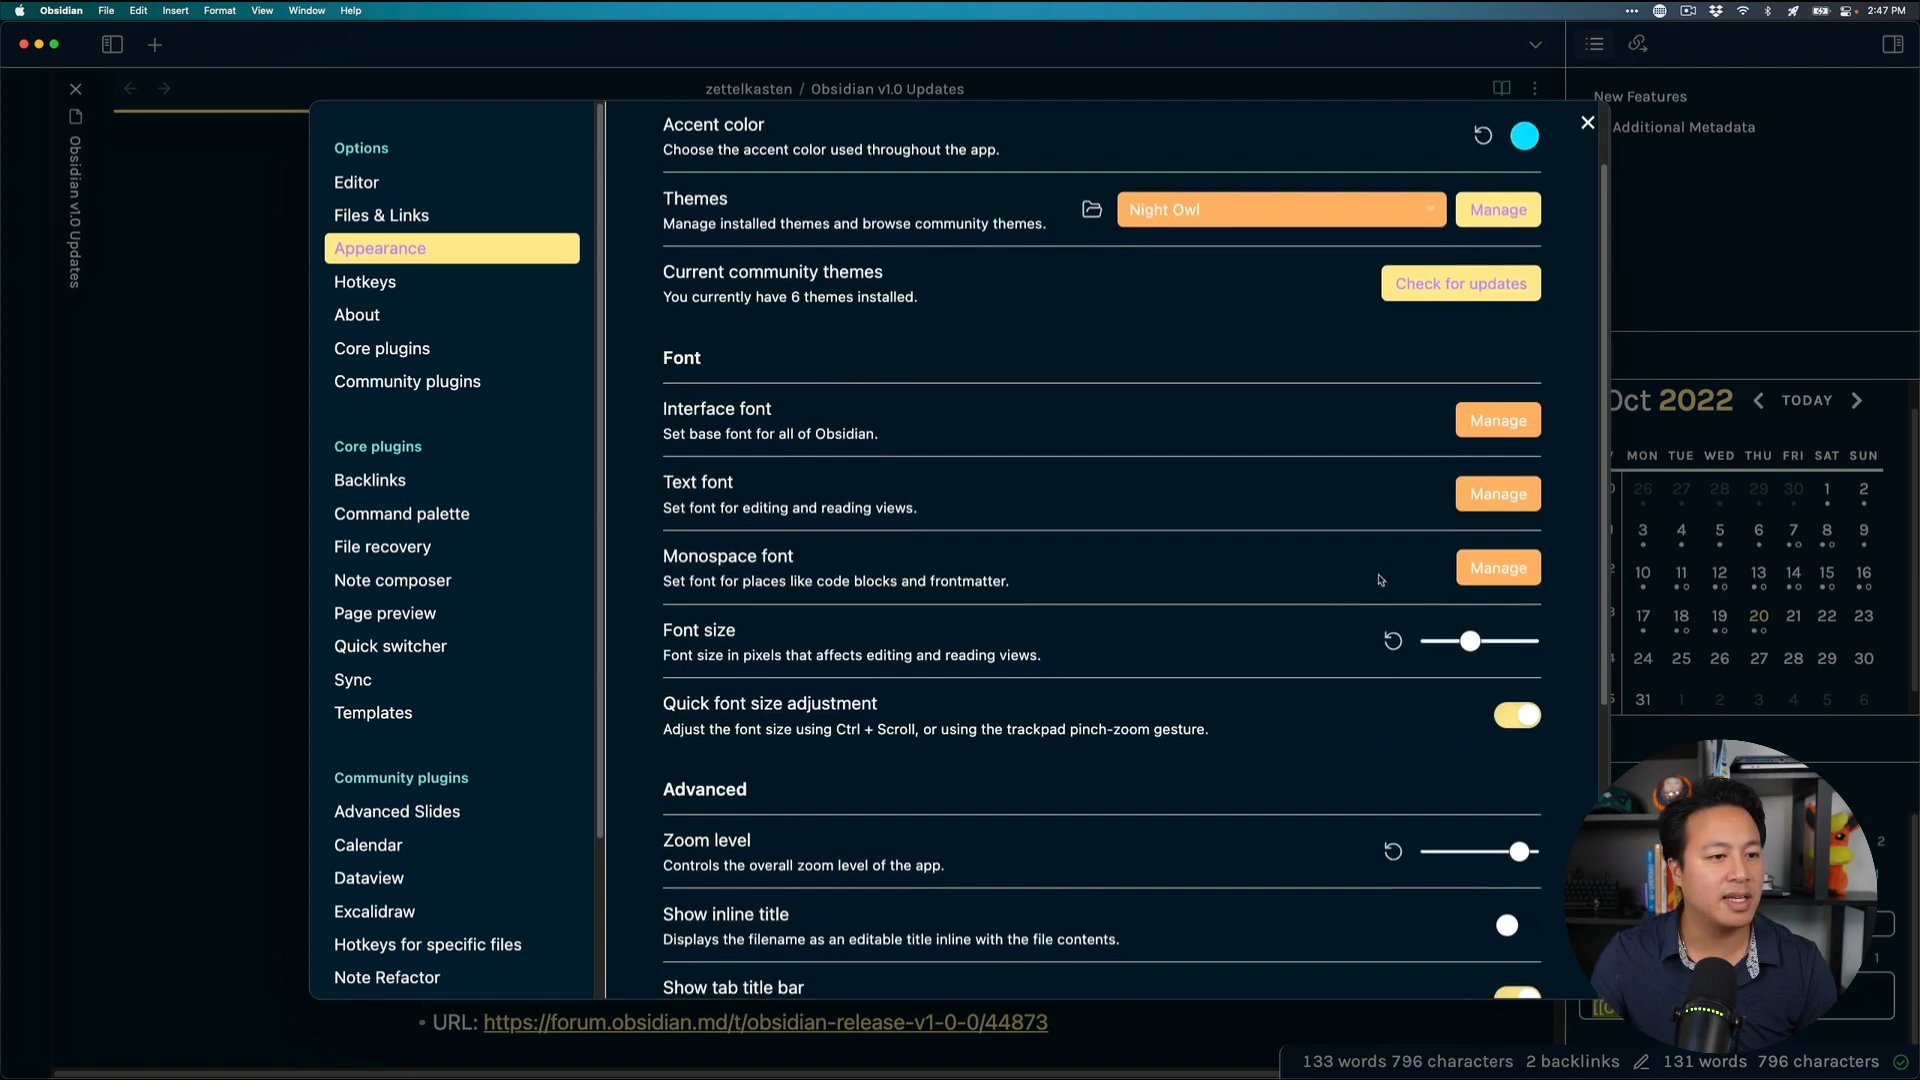 Obsidian File Edit Insert Format View Window Help
2:47 PM
zettelkasten / Obsidian v1.0 Updates
Obsidian v1.0 Updates
Options
Editor
Files & Links
Appearance
Hotkeys
About
Core plugins
Community plugins
Core plugins
Backlinks
Command palette
File recovery
Note composer
Page preview
Quick switcher
Sync
Templates
Community plugins
Advanced Slides
Calendar
Dataview
Excalidraw
Hotkeys for specific files
Note Refactor
Accent color
Choose the accent color used throughout the app.
Themes
Manage installed themes and browse community themes.
Night Owl
Manage
Current community themes
You currently have 6 themes installed.
Check for updates
Font
Interface font
Set base font for all of Obsidian.
Manage
Text font
Set font for editing and reading views.
Manage
Monospace font
Set font for places like code blocks and frontmatter.
Manage
Font size
Font size in pixels that affects editing and reading views.
Quick font size adjustment
Adjust the font size using Ctrl + Scroll, or using the trackpad pinch-zoom gesture.
Advanced
Zoom level
Controls the overall zoom level of the app.
Show inline title
Displays the filename as an editable title inline with the file contents.
Show tab title bar
New Features
Additional Metadata
Oct 2022 TODAY
MON TUE WED THU FRI SAT SUN
26 27 28 29 30 1 2
3 4 5 6 7 8 9
10 11 12 13 14 15 16
17 18 19 20 21 22 23
24 25 26 27 28 29 30
31 1 2 3 4 5 6
2
1
• URL: https://forum.obsidian.md/t/obsidian-release-v1-0-0/44873
133 words 796 characters 2 backlinks 131 words 796 characters